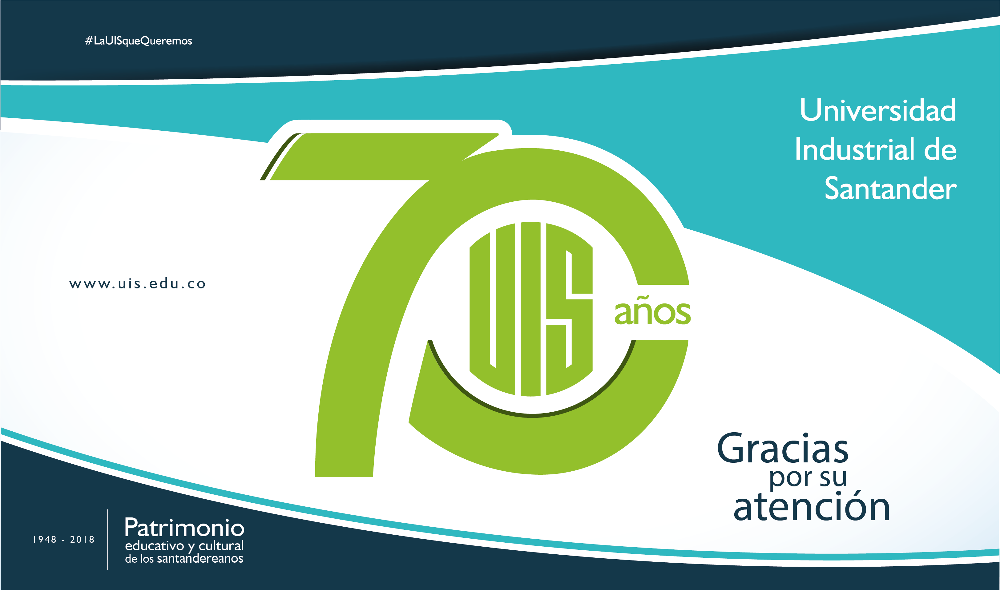 #LaUISqueQueremos
Universidad
Industrial de
Santander
70
UIS
años
www.uis.edu.co
Gracias
por su
atención
1948 - 2018
Patrimonio
educativo y cultural
de los santandereanos